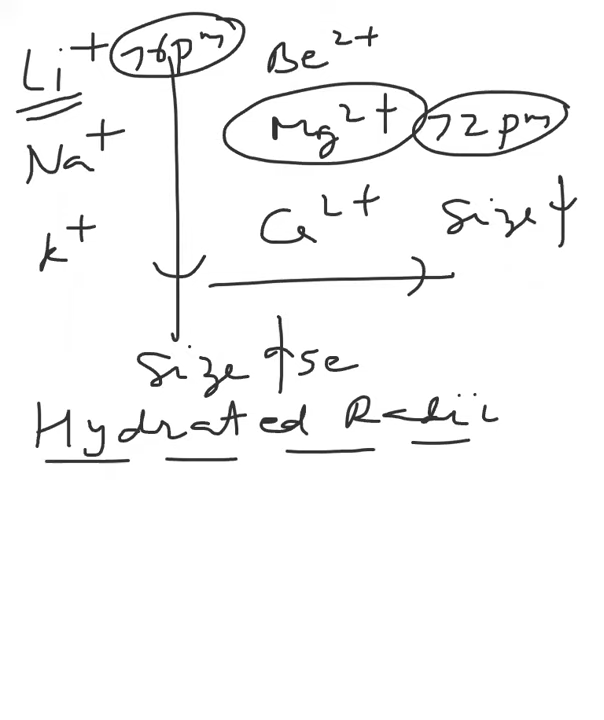 Li+ 76pm Be2+
Na+ Mg2+ 72pm
K+ Ca2+ Size ↓
Size ↑se
Hydrated Radii